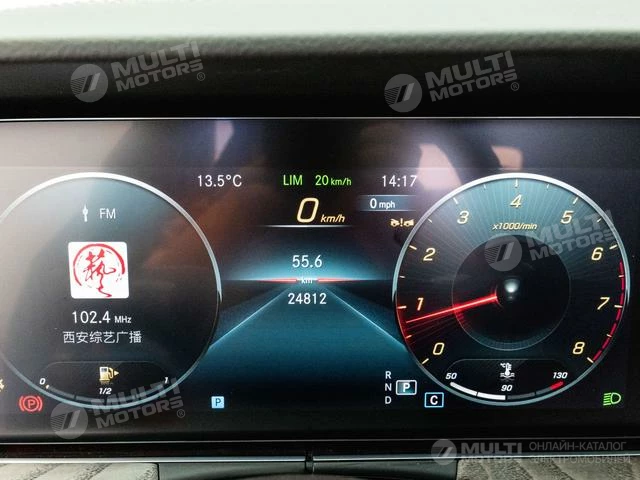 MULTI MOTORS®
MULTI MOTORS®
13.5°C LIM 20 km/h 14:17
0 km/h
0 mph
FM
102.4 MHz
西安综艺广播
0 1/2 1
55.6
km
24812
x1000/min
0 1 2 3 4 5 6 7 8
50 90 130
R
N P
D C
P
P
MULTI MOTORS®
MULTI MOTORS®
MULTI
ОНЛАЙН-КАТАЛОГ